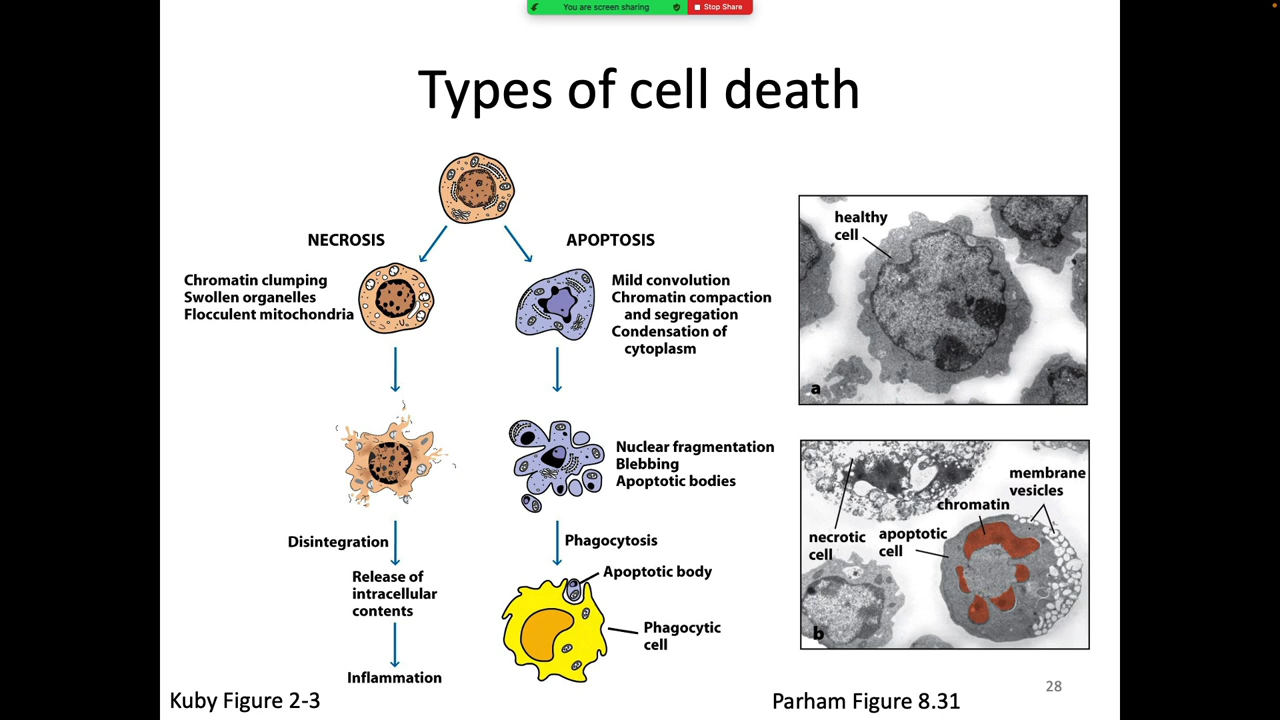 You are screen sharing
Stop Share
Types of cell death
NECROSIS
Chromatin clumping
Swollen organelles
Flocculent mitochondria
Disintegration
Release of
intracellular
contents
Inflammation
Kuby Figure 2-3
APOPTOSIS
Mild convolution
Chromatin compaction
and segregation
Condensation of
cytoplasm
Nuclear fragmentation
Blebbing
Apoptotic bodies
Phagocytosis
Apoptotic body
Phagocytic
cell
healthy
cell
a
membrane
vesicles
chromatin
necrotic
cell
apoptotic
cell
b
28
Parham Figure 8.31